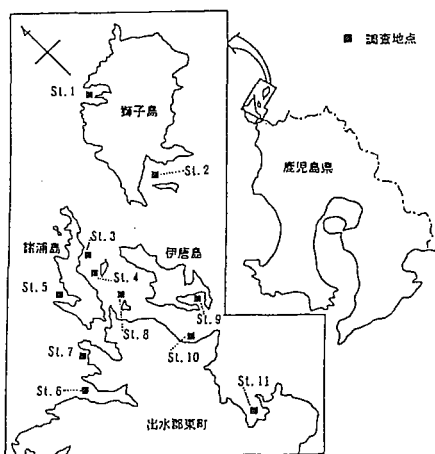 ■ 調査地点
St.1
獅子島
鹿児島県
St.2
諸浦島
St.3
伊唐島
St.4
St.5
St.8
St.9
St.10
St.7
St.6
St.11
出水郡東町